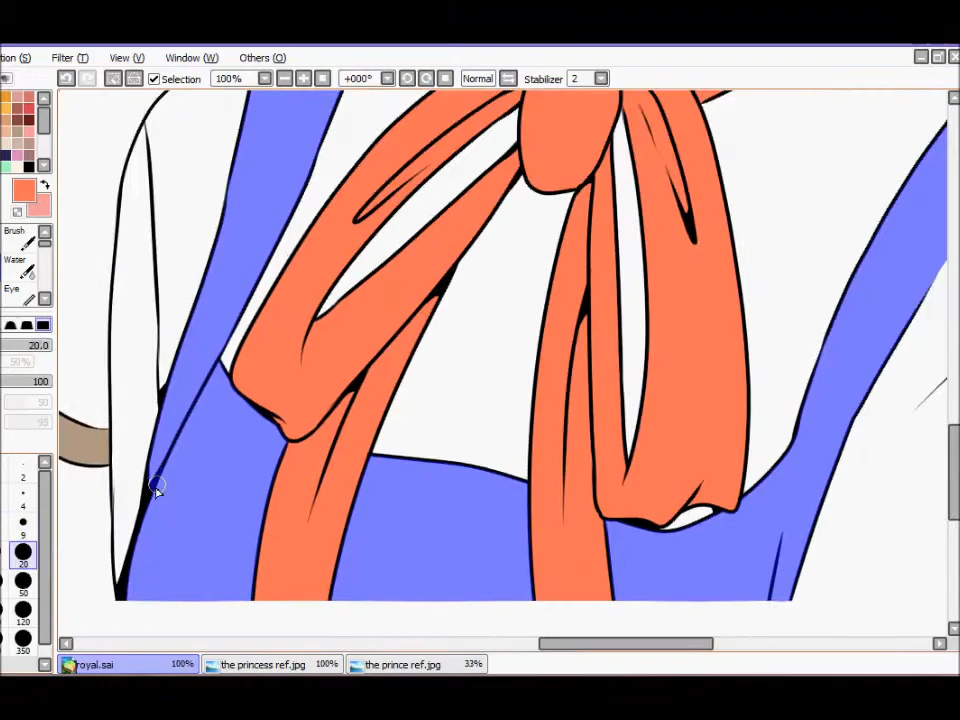 tion (S) Filter (T) View (V) Window (W) Others (O)
Selection 100% +000° Normal Stabilizer 2
Brush
Water
Eye
20.0
50%
100
50
95
2
4
9
20
50
120
350
royal.sai 100% the princess ref.jpg 100% the prince ref.jpg 33%